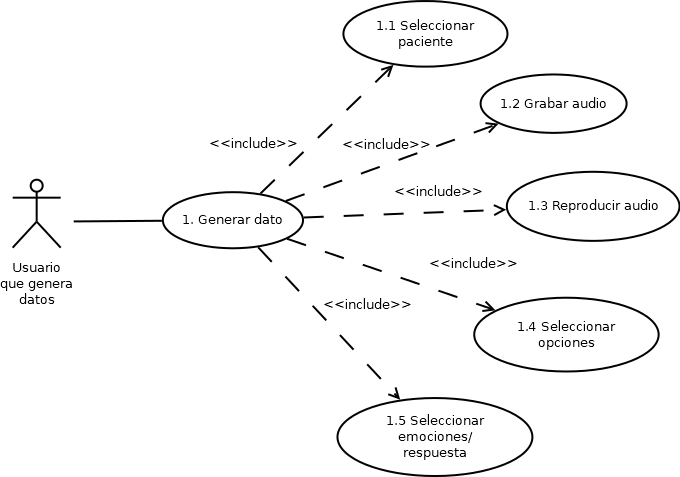 1.1 Seleccionar
paciente
1.2 Grabar audio
<<include>>
<<include>>
<<include>>
1.3 Reproducir audio
1. Generar dato
Usuario
que genera
datos
<<include>>
<<include>>
1.4 Seleccionar
opciones
1.5 Seleccionar
emociones/
respuesta